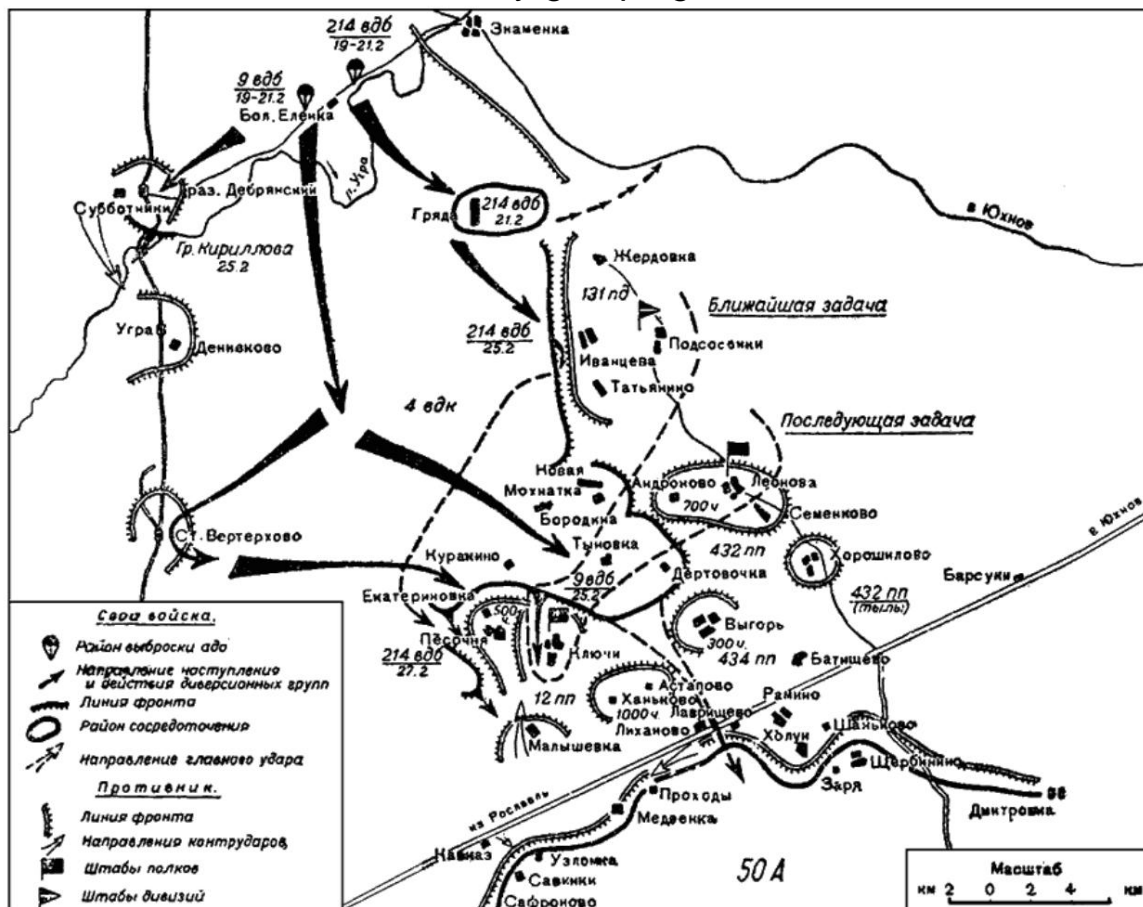 Знаменка
214 вдб
19-21.2
9 вдб
19-21.2
Бол. Еленка
р. Угра
раз. Дебрянский
Субботники
Гр. Кириллова
25.2
Гряда
214 вдб
21.2
в Юхнов
Жердовка
131 пд
Ближайшая задача
214 вдб
25.2
Подсосенки
Угра
Денивково
Иванцева
Татьянино
4 вдк
Последующая задача
Новая
Андроново
Леонова
Мохнатка
200 ч.
Бородина
Семенково
Ст. Вертерхово
Тыновка
432 пп
Хорошилово
в Юхнов
Куракино
Дертовочка
Барсуки
9 вдб
25.2
432 пп
(тылы)
Екатериновка
500
Песочня
Выгорь
300 ч.
Ключи
434 пп
Батищево
214 вдб
27.2
12 пп
Астапово
Ханьково
Рамино
1000 ч.
Лаврищево
Шаньково
Лиханово
Холуи
Малышевка
Щербинино
Заря
Проходы
Дмитровка
Медвенка
из Рославль
Кавказ
Узломка
Савинки
Сафроново
50 А
Свои войска.
Район выброски адо
Направление наступления
и действия диверсионных групп
Линия фронта
Район сосредоточения
Направление главного удара
Противник.
Линия фронта
Направления контрударов
Штабы полков
Штабы дивизий
Масштаб
км 2 0 2 4 км